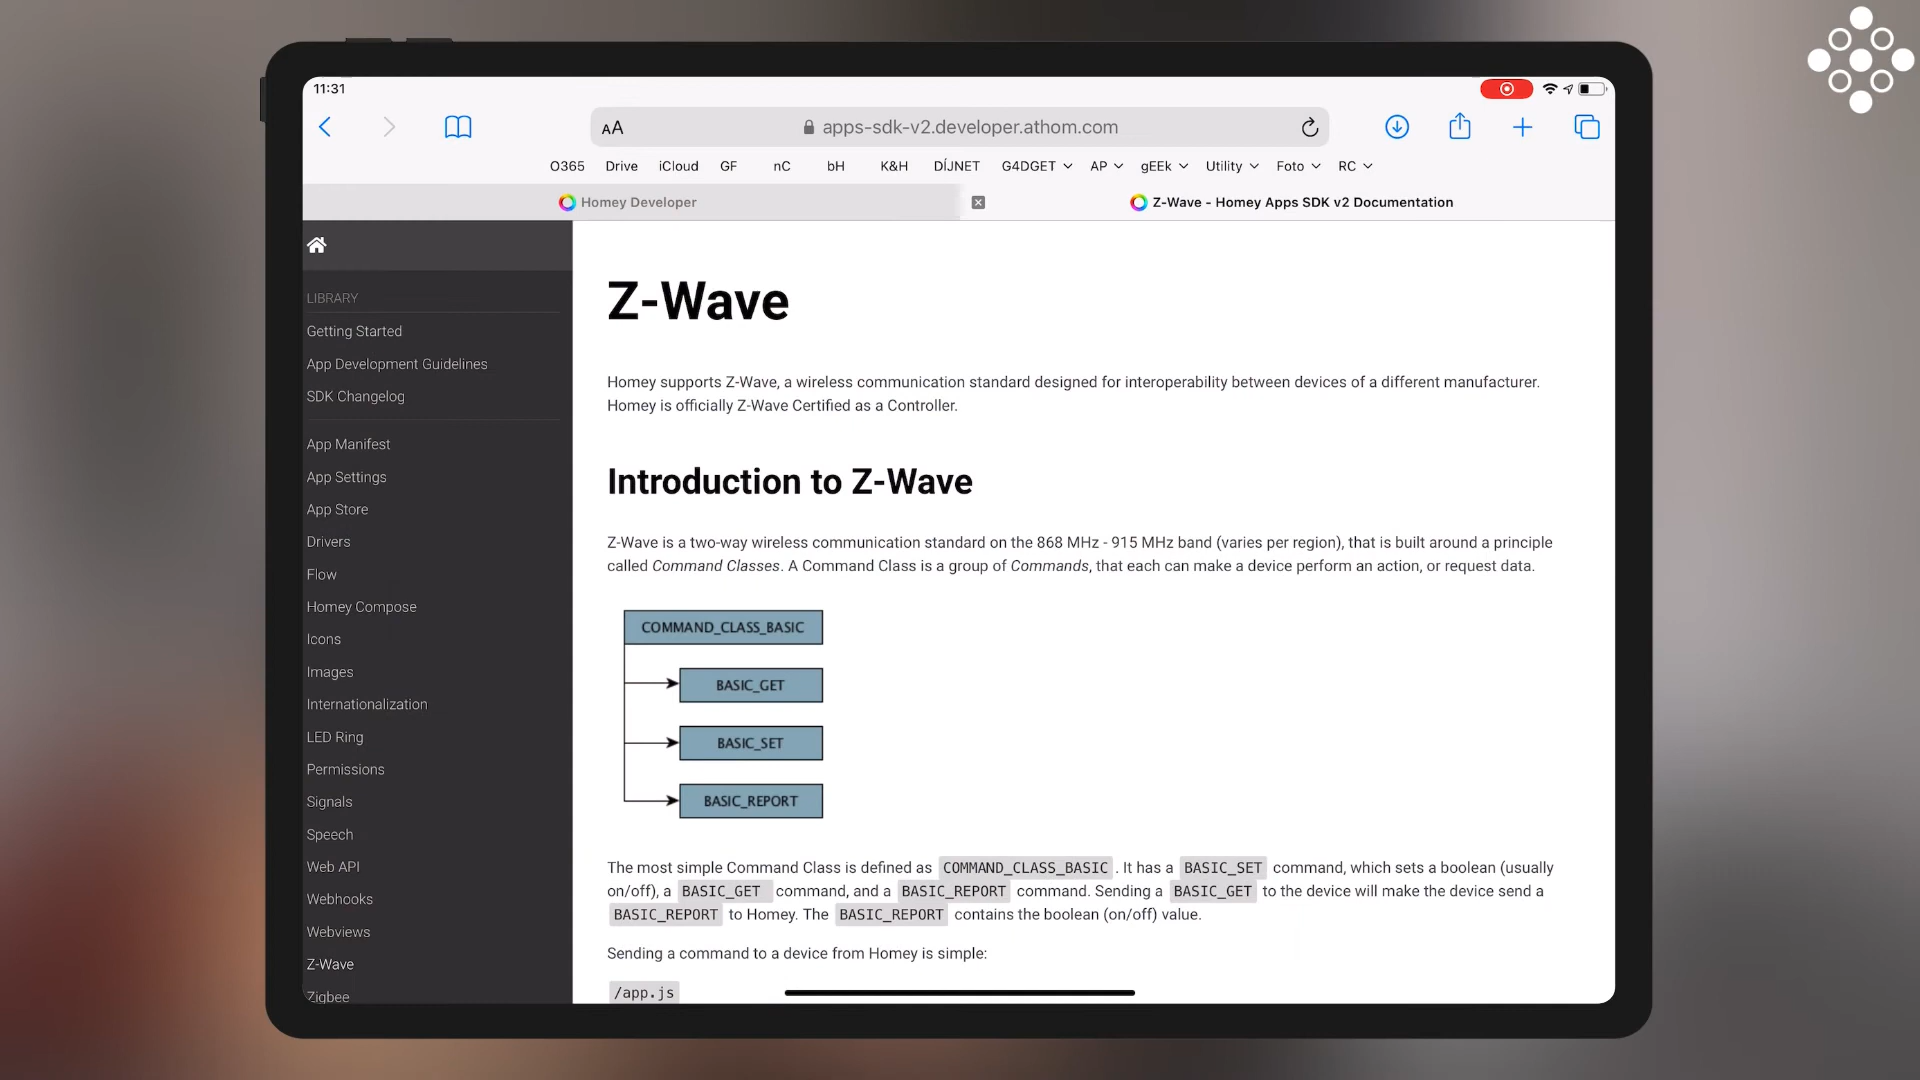 11:31
AA
apps-sdk-v2.developer.athom.com
O365 Drive iCloud GF nC bH K&H DÍJNET G4DGET AP gEEk Utility Foto RC
Homey Developer
Z-Wave - Homey Apps SDK v2 Documentation
LIBRARY
Getting Started
App Development Guidelines
SDK Changelog
App Manifest
App Settings
App Store
Drivers
Flow
Homey Compose
Icons
Images
Internationalization
LED Ring
Permissions
Signals
Speech
Web API
Webhooks
Webviews
Z-Wave
Zigbee
Z-Wave
Homey supports Z-Wave, a wireless communication standard designed for interoperability between devices of a different manufacturer.
Homey is officially Z-Wave Certified as a Controller.
Introduction to Z-Wave
Z-Wave is a two-way wireless communication standard on the 868 MHz - 915 MHz band (varies per region), that is built around a principle
called Command Classes. A Command Class is a group of Commands, that each can make a device perform an action, or request data.
COMMAND_CLASS_BASIC
BASIC_GET
BASIC_SET
BASIC_REPORT
The most simple Command Class is defined as COMMAND_CLASS_BASIC . It has a BASIC_SET command, which sets a boolean (usually
on/off), a BASIC_GET command, and a BASIC_REPORT command. Sending a BASIC_GET to the device will make the device send a
BASIC_REPORT to Homey. The BASIC_REPORT contains the boolean (on/off) value.
Sending a command to a device from Homey is simple:
/app.js